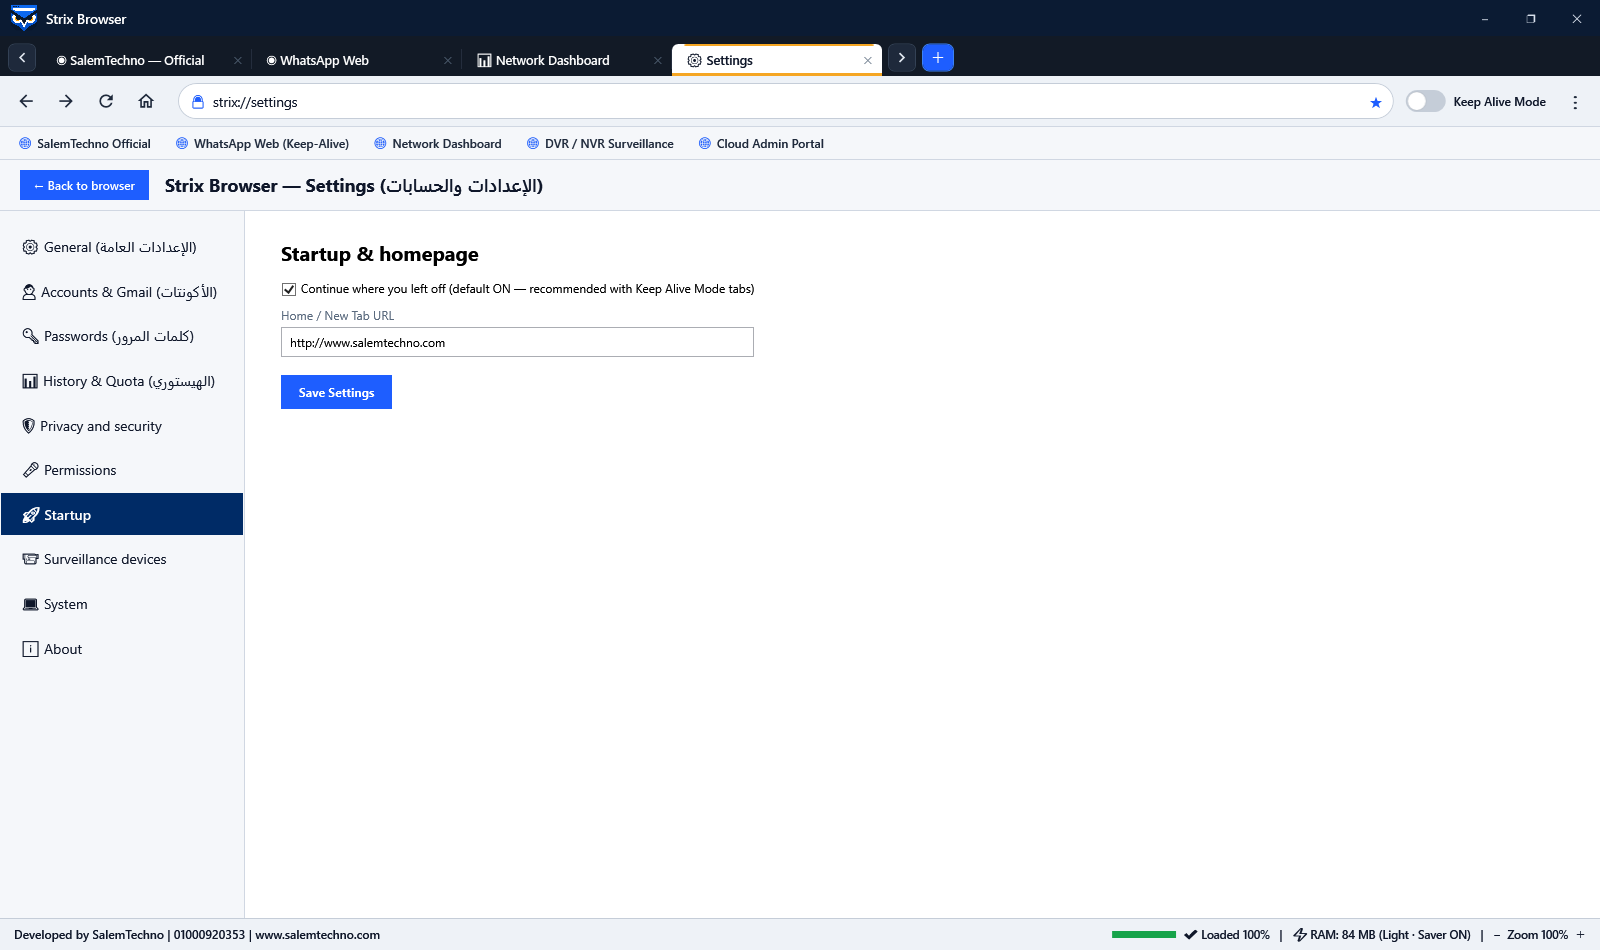 Strix Browser
SalemTechno — Official
WhatsApp Web
Network Dashboard
Settings
strix://settings
Keep Alive Mode
SalemTechno Official
WhatsApp Web (Keep-Alive)
Network Dashboard
DVR / NVR Surveillance
Cloud Admin Portal
← Back to browser
Strix Browser — Settings (الإعدادات والحسابات)
General (الإعدادات العامة)
Accounts & Gmail (الأكونتات)
Passwords (كلمات المرور)
History & Quota (الهيستوري)
Privacy and security
Permissions
Startup
Surveillance devices
System
About
Startup & homepage
Continue where you left off (default ON — recommended with Keep Alive Mode tabs)
Home / New Tab URL
http://www.salemtechno.com
Save Settings
Developed by SalemTechno | 01000920353 | www.salemtechno.com
Loaded 100% | RAM: 84 MB (Light · Saver ON) | − Zoom 100% +